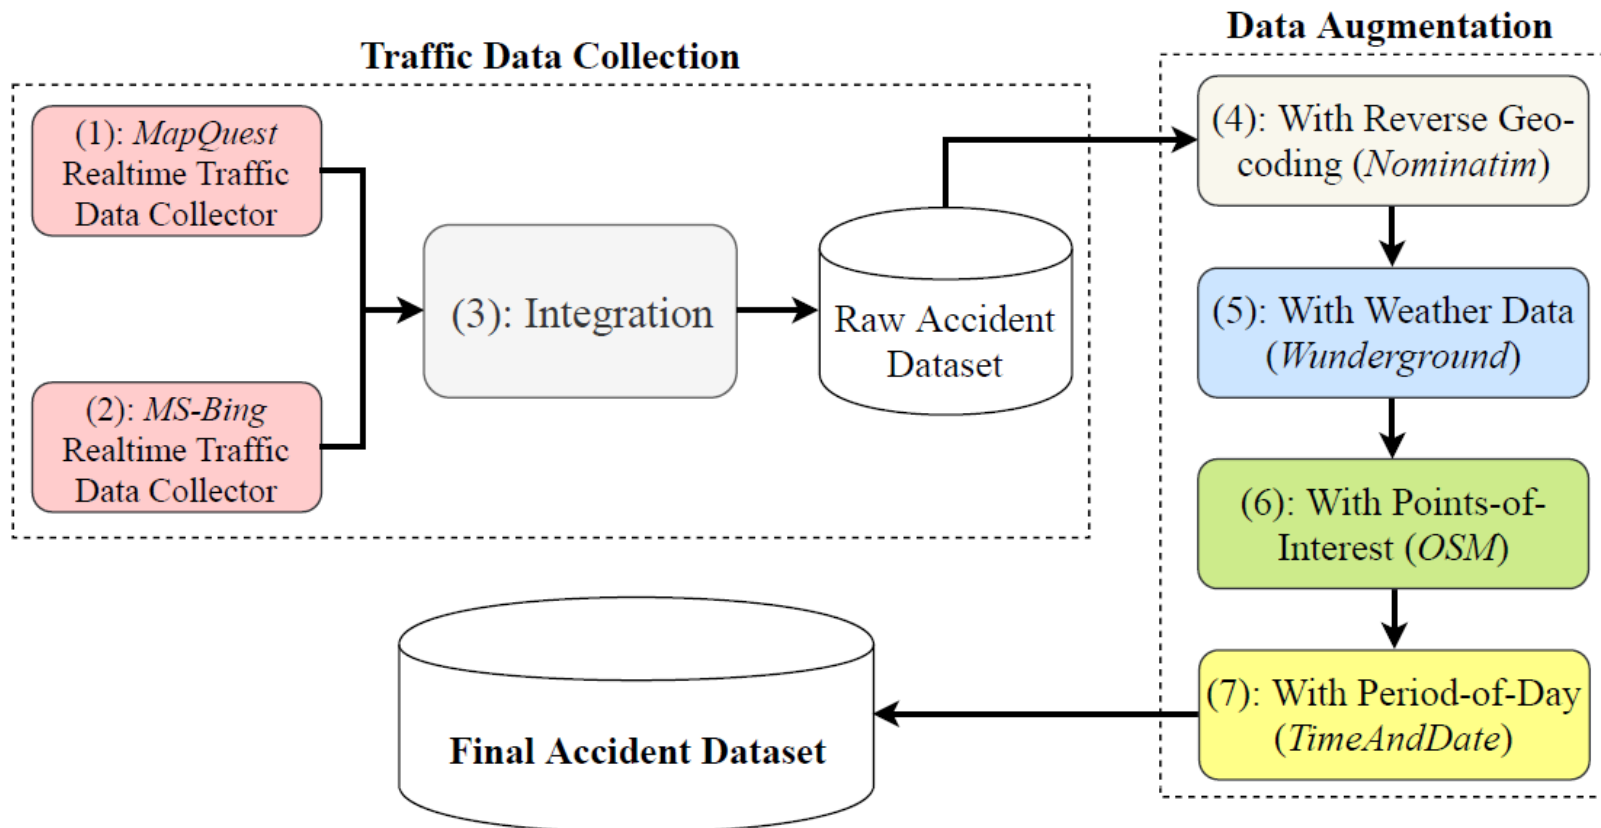 Traffic Data Collection
(1): MapQuest
Realtime Traffic
Data Collector
(2): MS-Bing
Realtime Traffic
Data Collector
(3): Integration
Raw Accident
Dataset
Data Augmentation
(4): With Reverse Geo-
coding (Nominatim)
(5): With Weather Data
(Wunderground)
(6): With Points-of-
Interest (OSM)
(7): With Period-of-Day
(TimeAndDate)
Final Accident Dataset